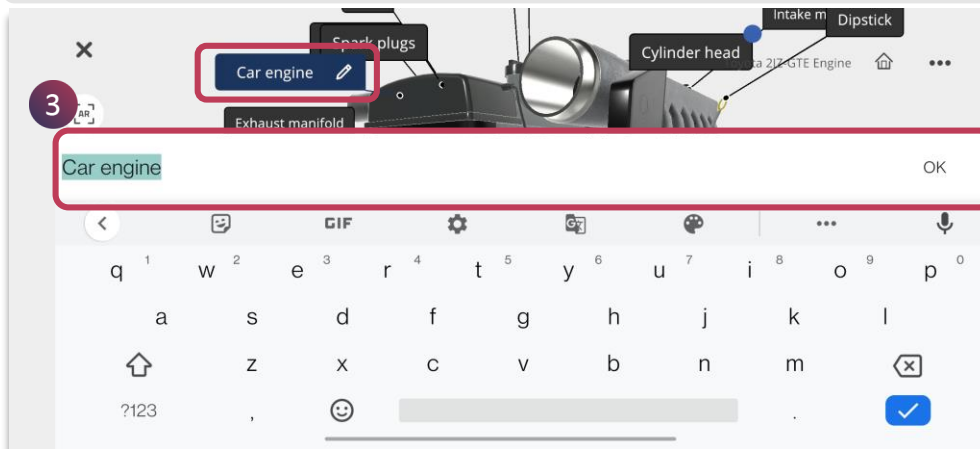 Intake m
Dipstick
Spark plugs
Cylinder head
2JZ-GTE Engine
Car engine
3
AR
Exhaust manifold
Car engine
OK
GIF
q 1 w 2 e 3 r 4 t 5 y 6 u 7 i 8 o 9 p 0
a s d f g h j k l
z x c v b n m
?123 , .